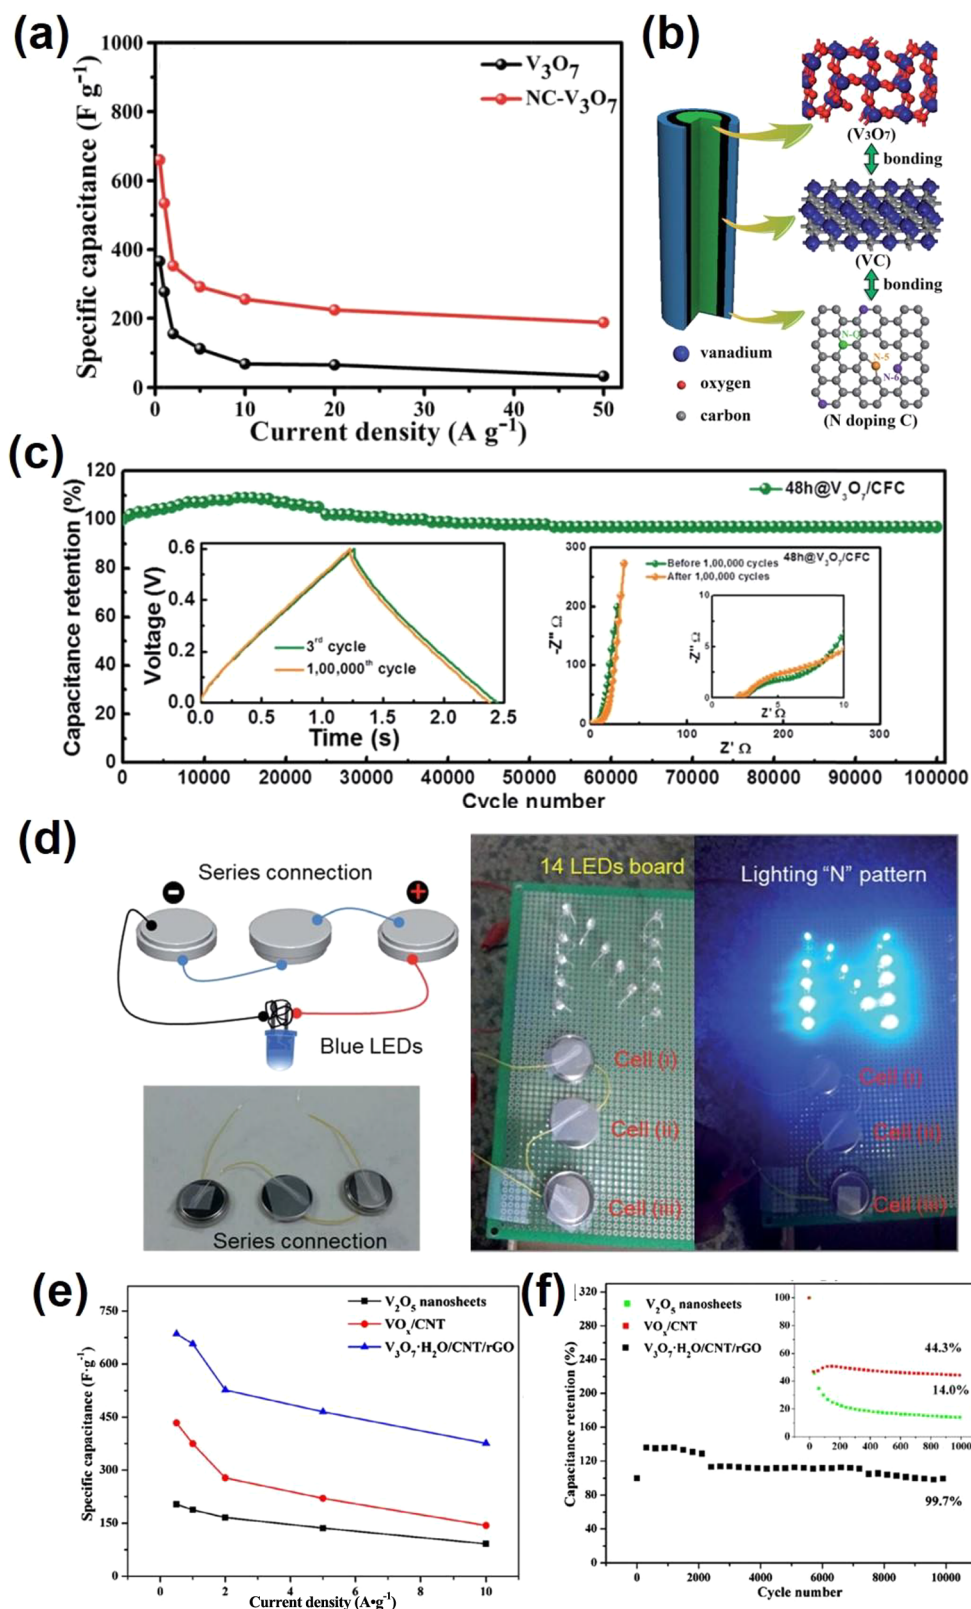 (a)
1000
800
600
400
200
0
Specific capacitance (F g⁻¹)
V₃O₇
NC-V₃O₇
0 10 20 30 40 50
Current density (A g⁻¹)
(b)
(V₃O₇)
bonding
(VC)
bonding
N-Q
N-5
N-6
(N doping C)
vanadium
oxygen
carbon
(c)
120
100
80
60
40
20
0
Capacitance retention (%)
48h@V₃O₇/CFC
0.6
0.4
0.2
0.0
Voltage (V)
3ʳᵈ cycle
1,00,000ᵗʰ cycle
0.0 0.5 1.0 1.5 2.0 2.5
Time (s)
300
200
100
0
-Z" Ω
48h@V₃O₇/CFC
Before 1,00,000 cycles
After 1,00,000 cycles
10
5
0
-Z" Ω
5 10
Z' Ω
0 100 200 300
Z' Ω
0 10000 20000 30000 40000 50000 60000 70000 80000 90000 100000
Cycle number
(d)
Series connection
Blue LEDs
Series connection
14 LEDs board
Cell (i)
Cell (ii)
Cell (iii)
Lighting “N” pattern
Cell (i)
Cell (ii)
Cell (iii)
(e)
750
600
450
300
150
0
Specific capacitance (F·g⁻¹)
V₂O₅ nanosheets
VOₓ/CNT
V₃O₇·H₂O/CNT/rGO
0 2 4 6 8 10
Current density (A•g⁻¹)
(f)
320
280
240
200
160
120
80
40
0
Capacitance retention (%)
V₂O₅ nanosheets
VOₓ/CNT
V₃O₇·H₂O/CNT/rGO
100
80
60
40
20
0
44.3%
14.0%
0 200 400 600 800 1000
99.7%
0 2000 4000 6000 8000 10000
Cycle number